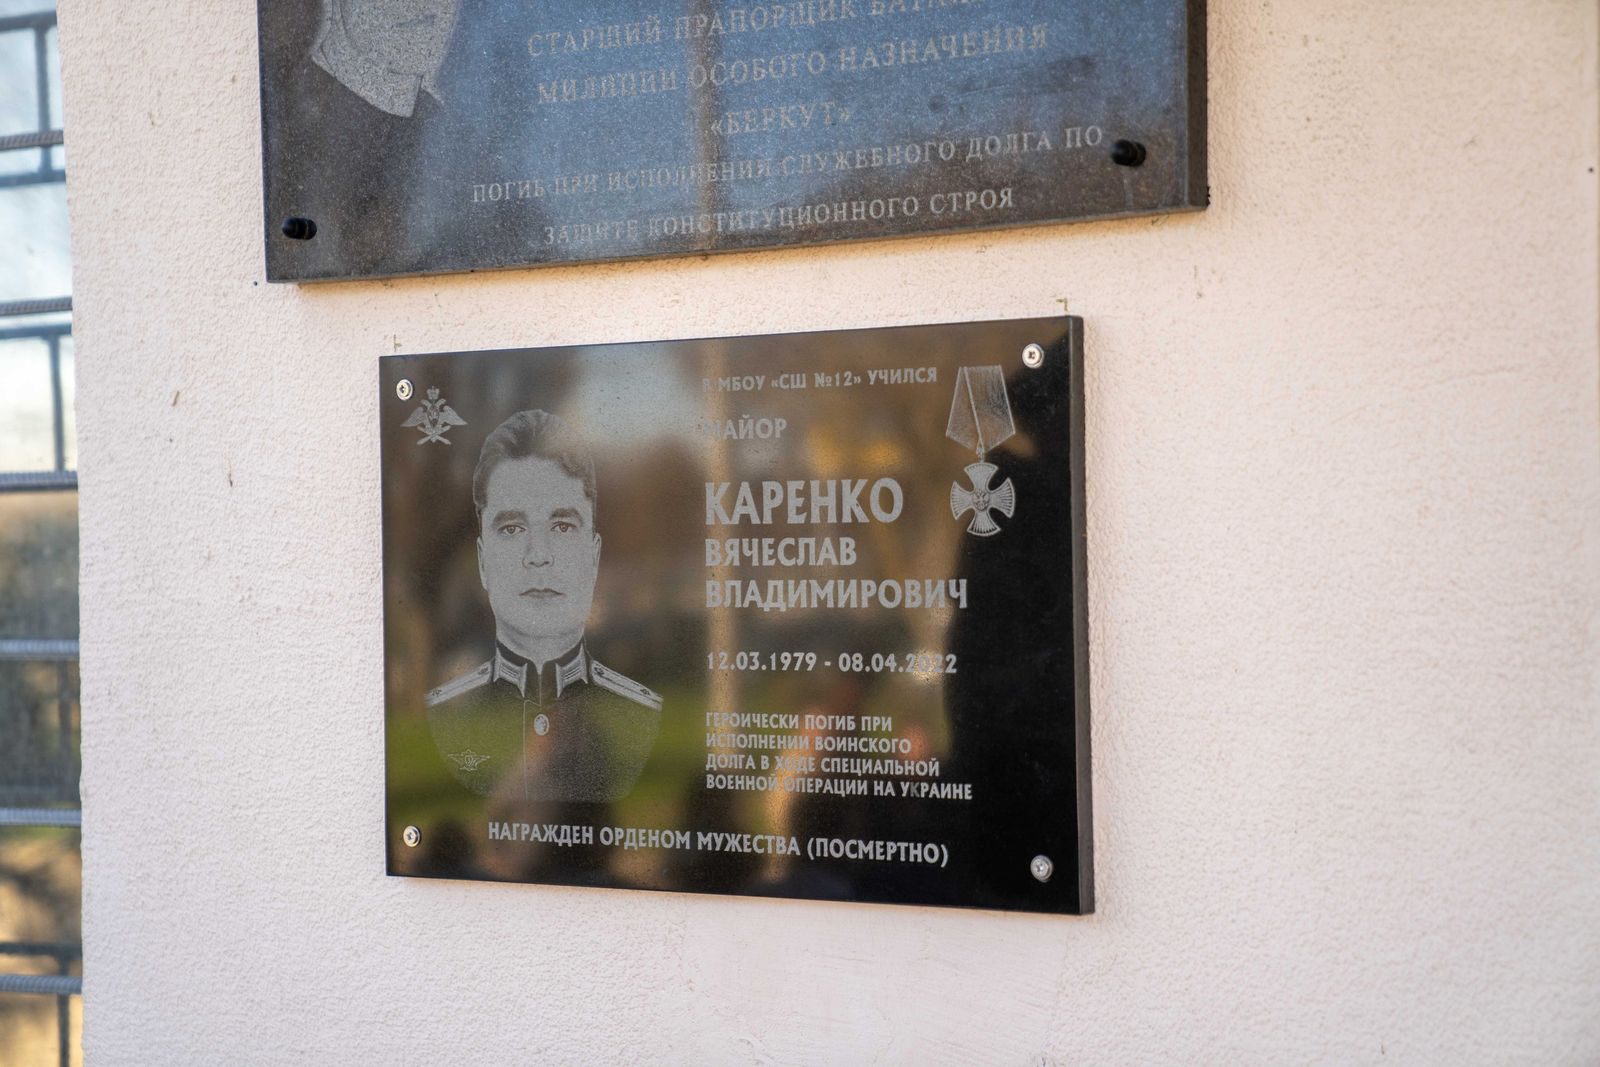 СТАРШИЙ ПРАПОРЩИК
МИЛИЦИИ ОСОБОГО НАЗНАЧЕНИЯ
«БЕРКУТ»
ПОГИБ ПРИ ИСПОЛНЕНИИ СЛУЖЕБНОГО ДОЛГА ПО
ЗАЩИТЕ КОНСТИТУЦИОННОГО СТРОЯ
В МБОУ «СШ №12» УЧИЛСЯ
МАЙОР
КАРЕНКО
ВЯЧЕСЛАВ
ВЛАДИМИРОВИЧ
12.03.1979 - 08.04.2022
ГЕРОИЧЕСКИ ПОГИБ ПРИ
ИСПОЛНЕНИИ ВОИНСКОГО
ДОЛГА В ХОДЕ СПЕЦИАЛЬНОЙ
ВОЕННОЙ ОПЕРАЦИИ НА УКРАИНЕ
НАГРАЖДЕН ОРДЕНОМ МУЖЕСТВА (ПОСМЕРТНО)